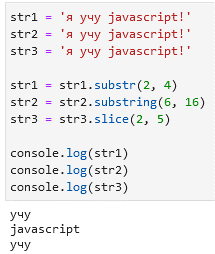 str1 = 'я учу javascript!'
str2 = 'я учу javascript!'
str3 = 'я учу javascript!'
str1 = str1.substr(2, 4)
str2 = str2.substring(6, 16)
str3 = str3.slice(2, 5)
console.log(str1)
console.log(str2)
console.log(str3)
учу
javascript
учу